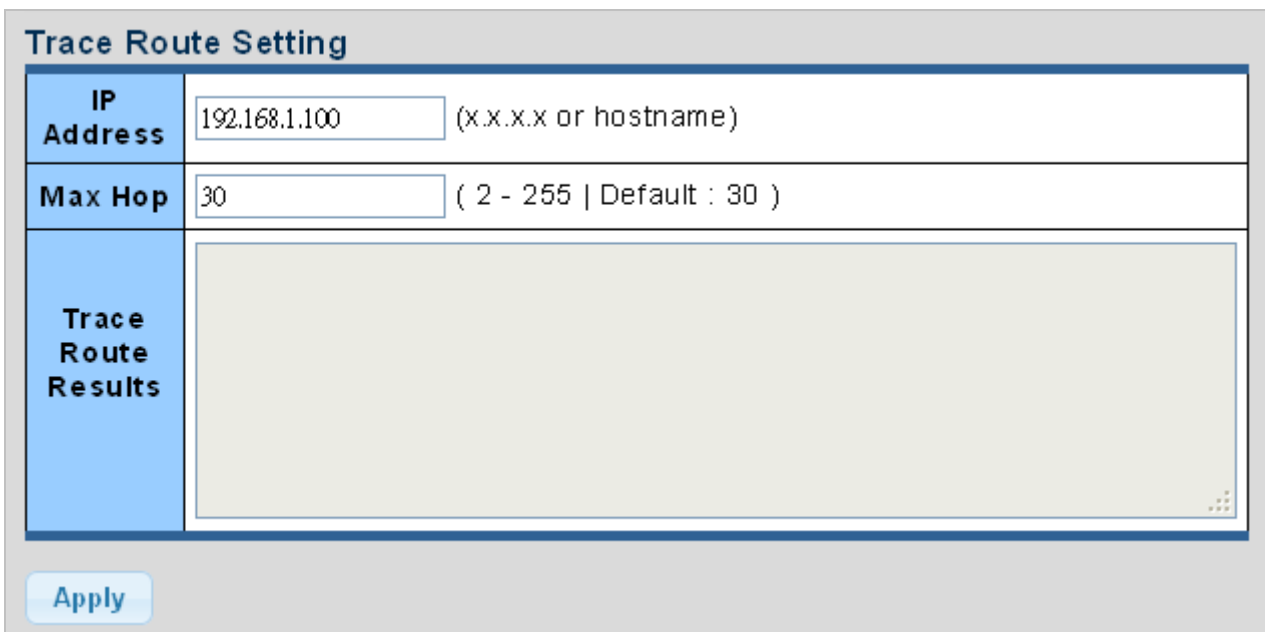 Trace Route Setting
IP
Address
192.168.1.100 (x.x.x.x or hostname)
Max Hop 30 ( 2 - 255 | Default : 30 )
Trace
Route
Results
Apply